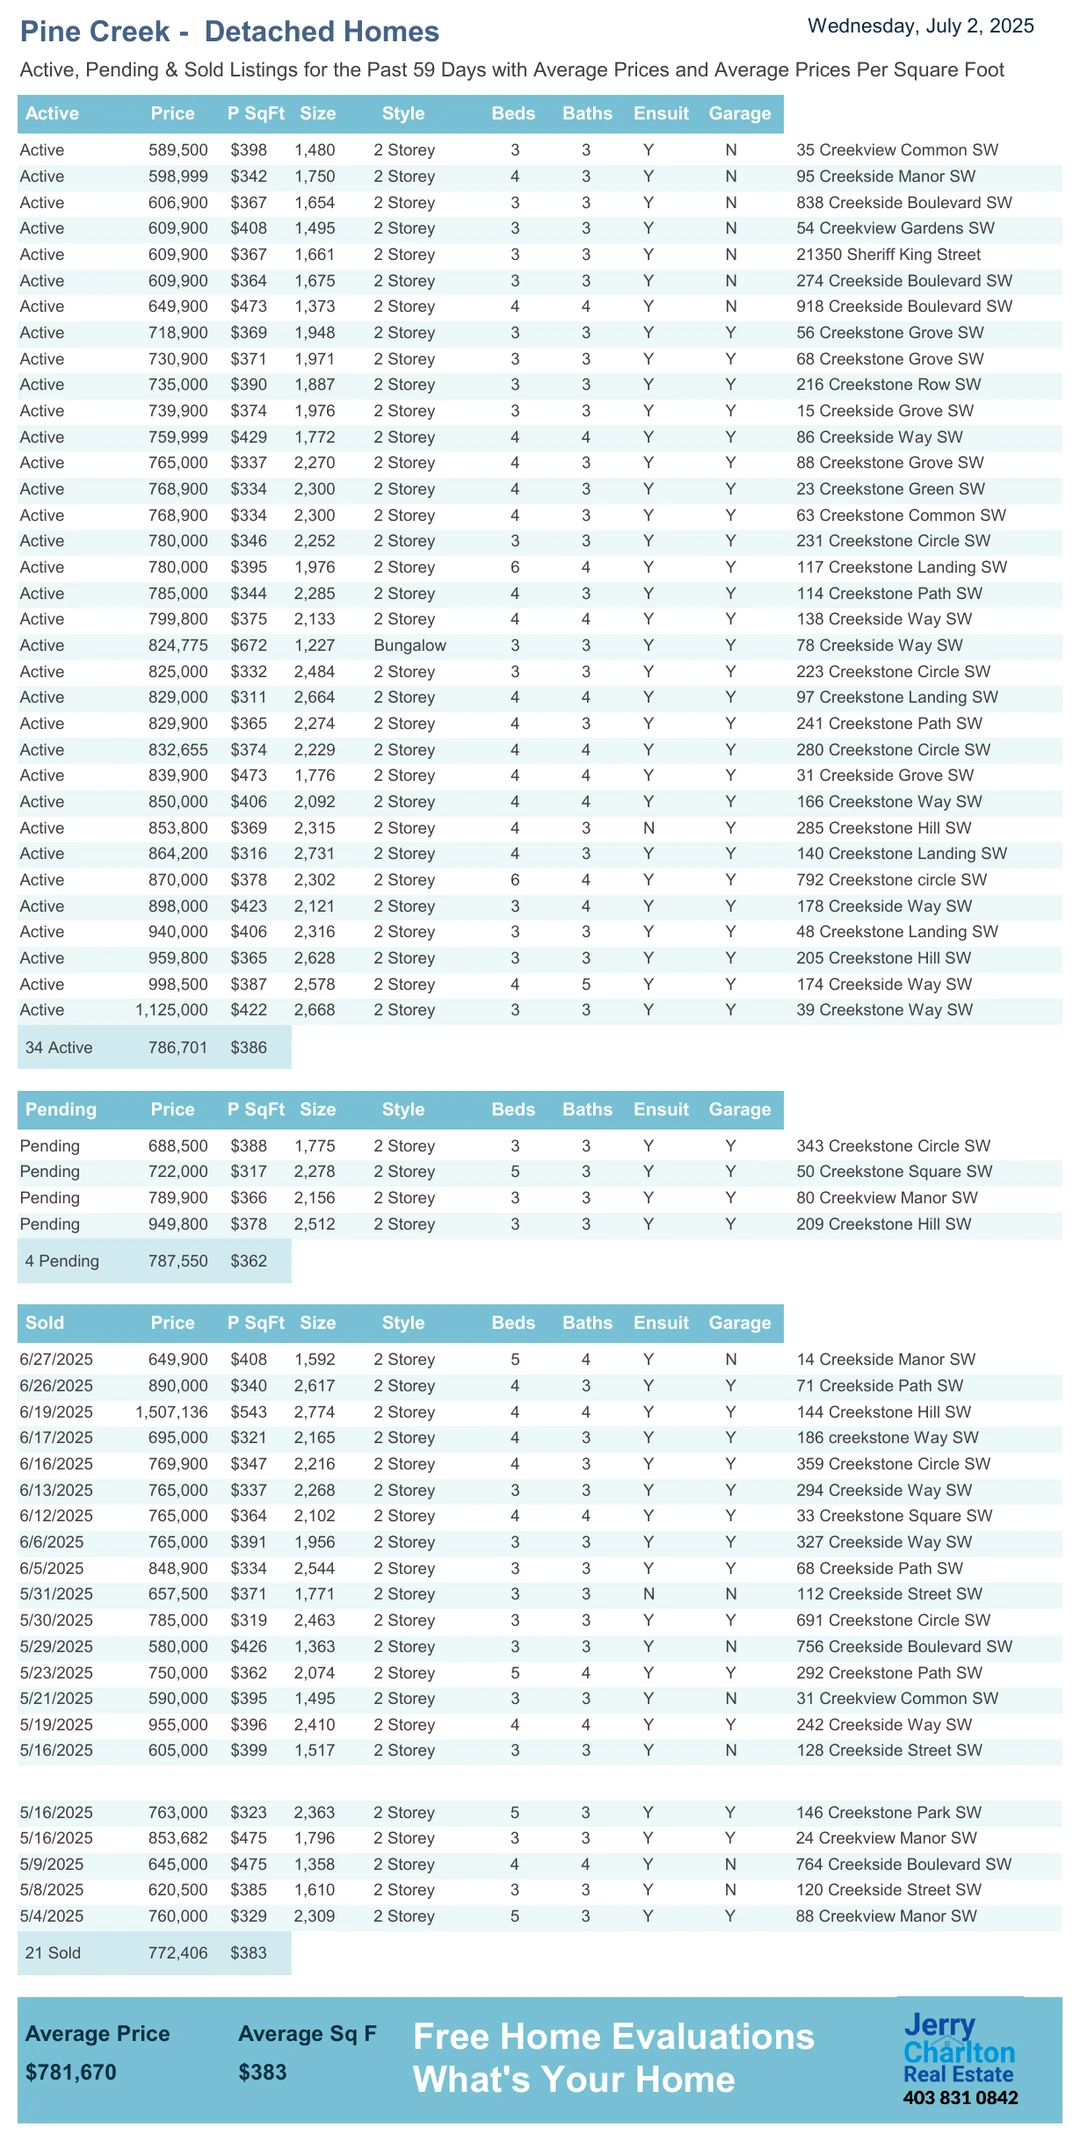 Pine Creek - Detached Homes
Wednesday, July 2, 2025
Active, Pending & Sold Listings for the Past 59 Days with Average Prices and Average Prices Per Square Foot
Active Price P SqFt Size Style Beds Baths Ensuit Garage
Active 589,500 $398 1,480 2 Storey 3 3 Y N 35 Creekview Common SW
Active 598,999 $342 1,750 2 Storey 4 3 Y N 95 Creekside Manor SW
Active 606,900 $367 1,654 2 Storey 3 3 Y N 838 Creekside Boulevard SW
Active 609,900 $408 1,495 2 Storey 3 3 Y N 54 Creekview Gardens SW
Active 609,900 $367 1,661 2 Storey 3 3 Y N 21350 Sheriff King Street
Active 609,900 $364 1,675 2 Storey 3 3 Y N 274 Creekside Boulevard SW
Active 649,900 $473 1,373 2 Storey 4 4 Y N 918 Creekside Boulevard SW
Active 718,900 $369 1,948 2 Storey 3 3 Y Y 56 Creekstone Grove SW
Active 730,900 $371 1,971 2 Storey 3 3 Y Y 68 Creekstone Grove SW
Active 735,000 $390 1,887 2 Storey 3 3 Y Y 216 Creekstone Row SW
Active 739,900 $374 1,976 2 Storey 3 3 Y Y 15 Creekside Grove SW
Active 759,999 $429 1,772 2 Storey 4 4 Y Y 86 Creekside Way SW
Active 765,000 $337 2,270 2 Storey 4 3 Y Y 88 Creekstone Grove SW
Active 768,900 $334 2,300 2 Storey 4 3 Y Y 23 Creekstone Green SW
Active 768,900 $334 2,300 2 Storey 4 3 Y Y 63 Creekstone Common SW
Active 780,000 $346 2,252 2 Storey 3 3 Y Y 231 Creekstone Circle SW
Active 780,000 $395 1,976 2 Storey 6 4 Y Y 117 Creekstone Landing SW
Active 785,000 $344 2,285 2 Storey 4 3 Y Y 114 Creekstone Path SW
Active 799,800 $375 2,133 2 Storey 4 4 Y Y 138 Creekside Way SW
Active 824,775 $672 1,227 Bungalow 3 3 Y Y 78 Creekside Way SW
Active 825,000 $332 2,484 2 Storey 3 3 Y Y 223 Creekstone Circle SW
Active 829,000 $311 2,664 2 Storey 4 4 Y Y 97 Creekstone Landing SW
Active 829,900 $365 2,274 2 Storey 4 3 Y Y 241 Creekstone Path SW
Active 832,655 $374 2,229 2 Storey 4 4 Y Y 280 Creekstone Circle SW
Active 839,900 $473 1,776 2 Storey 4 4 Y Y 31 Creekside Grove SW
Active 850,000 $406 2,092 2 Storey 4 4 Y Y 166 Creekstone Way SW
Active 853,800 $369 2,315 2 Storey 4 3 N Y 285 Creekstone Hill SW
Active 864,200 $316 2,731 2 Storey 4 3 Y Y 140 Creekstone Landing SW
Active 870,000 $378 2,302 2 Storey 6 4 Y Y 792 Creekstone circle SW
Active 898,000 $423 2,121 2 Storey 3 4 Y Y 178 Creekside Way SW
Active 940,000 $406 2,316 2 Storey 3 3 Y Y 48 Creekstone Landing SW
Active 959,800 $365 2,628 2 Storey 3 3 Y Y 205 Creekstone Hill SW
Active 998,500 $387 2,578 2 Storey 4 5 Y Y 174 Creekside Way SW
Active 1,125,000 $422 2,668 2 Storey 3 3 Y Y 39 Creekstone Way SW
34 Active 786,701 $386
Pending Price P SqFt Size Style Beds Baths Ensuit Garage
Pending 688,500 $388 1,775 2 Storey 3 3 Y Y 343 Creekstone Circle SW
Pending 722,000 $317 2,278 2 Storey 5 3 Y Y 50 Creekstone Square SW
Pending 789,900 $366 2,156 2 Storey 3 3 Y Y 80 Creekview Manor SW
Pending 949,800 $378 2,512 2 Storey 3 3 Y Y 209 Creekstone Hill SW
4 Pending 787,550 $362
Sold Price P SqFt Size Style Beds Baths Ensuit Garage
6/27/2025 649,900 $408 1,592 2 Storey 5 4 Y N 14 Creekside Manor SW
6/26/2025 890,000 $340 2,617 2 Storey 4 3 Y Y 71 Creekside Path SW
6/19/2025 1,507,136 $543 2,774 2 Storey 4 4 Y Y 144 Creekstone Hill SW
6/17/2025 695,000 $321 2,165 2 Storey 4 3 Y Y 186 creekstone Way SW
6/16/2025 769,900 $347 2,216 2 Storey 4 3 Y Y 359 Creekstone Circle SW
6/13/2025 765,000 $337 2,268 2 Storey 3 3 Y Y 294 Creekside Way SW
6/12/2025 765,000 $364 2,102 2 Storey 4 4 Y Y 33 Creekstone Square SW
6/6/2025 765,000 $391 1,956 2 Storey 3 3 Y Y 327 Creekside Way SW
6/5/2025 848,900 $334 2,544 2 Storey 3 3 Y Y 68 Creekside Path SW
5/31/2025 657,500 $371 1,771 2 Storey 3 3 N N 112 Creekside Street SW
5/30/2025 785,000 $319 2,463 2 Storey 3 3 Y Y 691 Creekstone Circle SW
5/29/2025 580,000 $426 1,363 2 Storey 3 3 Y N 756 Creekside Boulevard SW
5/23/2025 750,000 $362 2,074 2 Storey 5 4 Y Y 292 Creekstone Path SW
5/21/2025 590,000 $395 1,495 2 Storey 3 3 Y N 31 Creekview Common SW
5/19/2025 955,000 $396 2,410 2 Storey 4 4 Y Y 242 Creekside Way SW
5/16/2025 605,000 $399 1,517 2 Storey 3 3 Y N 128 Creekside Street SW
5/16/2025 763,000 $323 2,363 2 Storey 5 3 Y Y 146 Creekstone Park SW
5/16/2025 853,682 $475 1,796 2 Storey 3 3 Y Y 24 Creekview Manor SW
5/9/2025 645,000 $475 1,358 2 Storey 4 4 Y N 764 Creekside Boulevard SW
5/8/2025 620,500 $385 1,610 2 Storey 3 3 Y N 120 Creekside Street SW
5/4/2025 760,000 $329 2,309 2 Storey 5 3 Y Y 88 Creekview Manor SW
21 Sold 772,406 $383
Average Price Average Sq F
$781,670 $383
Free Home Evaluations
What's Your Home
Jerry
Charlton
Real Estate
403 831 0842